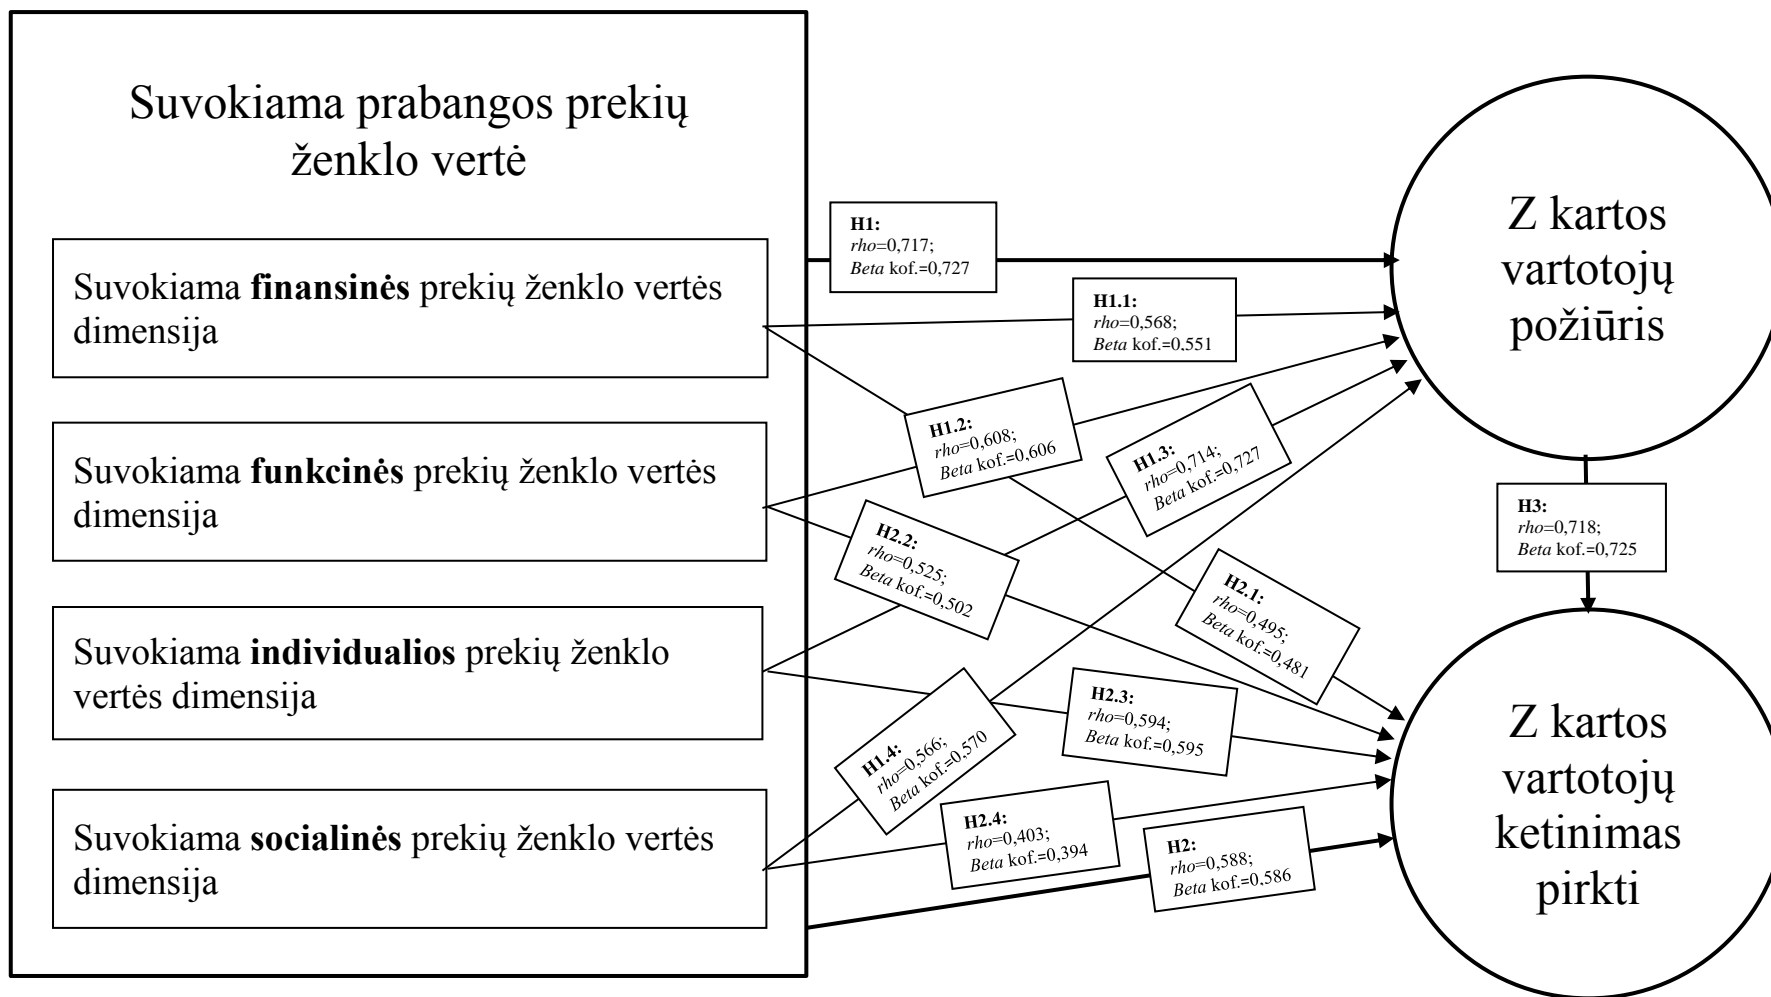 Suvokiama prabangos prekių
ženklo vertė
Suvokiama finansinės prekių ženklo vertės
dimensija
Suvokiama funkcinės prekių ženklo vertės
dimensija
Suvokiama individualios prekių ženklo
vertės dimensija
Suvokiama socialinės prekių ženklo vertės
dimensija
H1:
rho=0,717;
Beta kof.=0,727
H1.1:
rho=0,568;
Beta kof.=0,551
H1.2:
rho=0,608;
Beta kof.=0,606
H1.3:
rho=0,714;
Beta kof.=0,727
H2.2:
rho=0,525;
Beta kof.=0,502
H2.1:
rho=0,495;
Beta kof.=0,481
H1.4:
rho=0,566;
Beta kof.=0,570
H2.3:
rho=0,594;
Beta kof.=0,595
H2.4:
rho=0,403;
Beta kof.=0,394
H2:
rho=0,588;
Beta kof.=0,586
Z kartos
vartotojų
požiūris
H3:
rho=0,718;
Beta kof.=0,725
Z kartos
vartotojų
ketinimas
pirkti